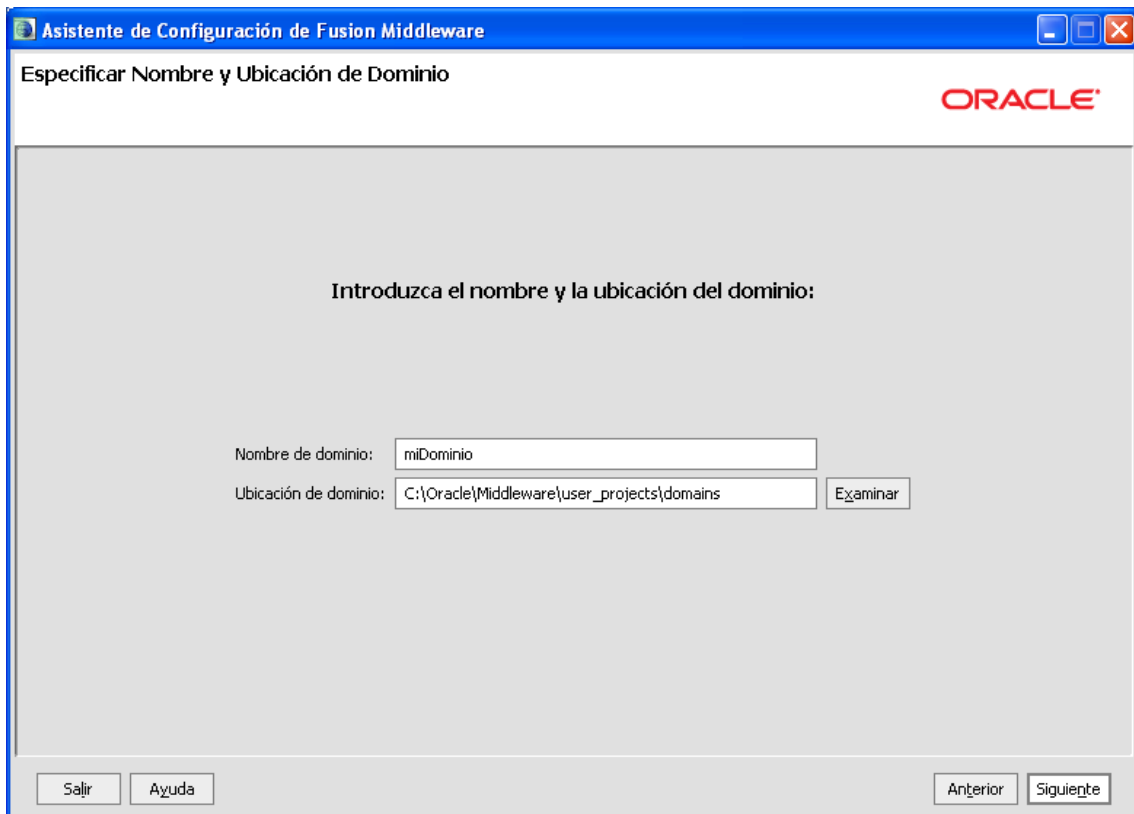 Asistente de Configuración de Fusion Middleware
Especificar Nombre y Ubicación de Dominio
ORACLE
Introduzca el nombre y la ubicación del dominio:
Nombre de dominio: miDominio
Ubicación de dominio: C:\Oracle\Middleware\user_projects\domains Examinar
Salir Ayuda Anterior Siguiente